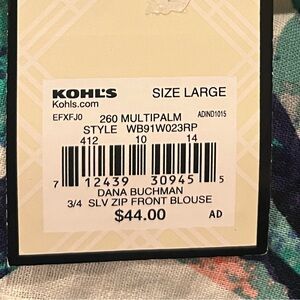 KOHL'S SIZE LARGE
Kohls.com
EFXFJ0 260 MULTIPALM ADIND1015
STYLE WB91W023RP
412 10 14
7 12439 30945 5
DANA BUCHMAN
3/4 SLV ZIP FRONT BLOUSE
$44.00 AD